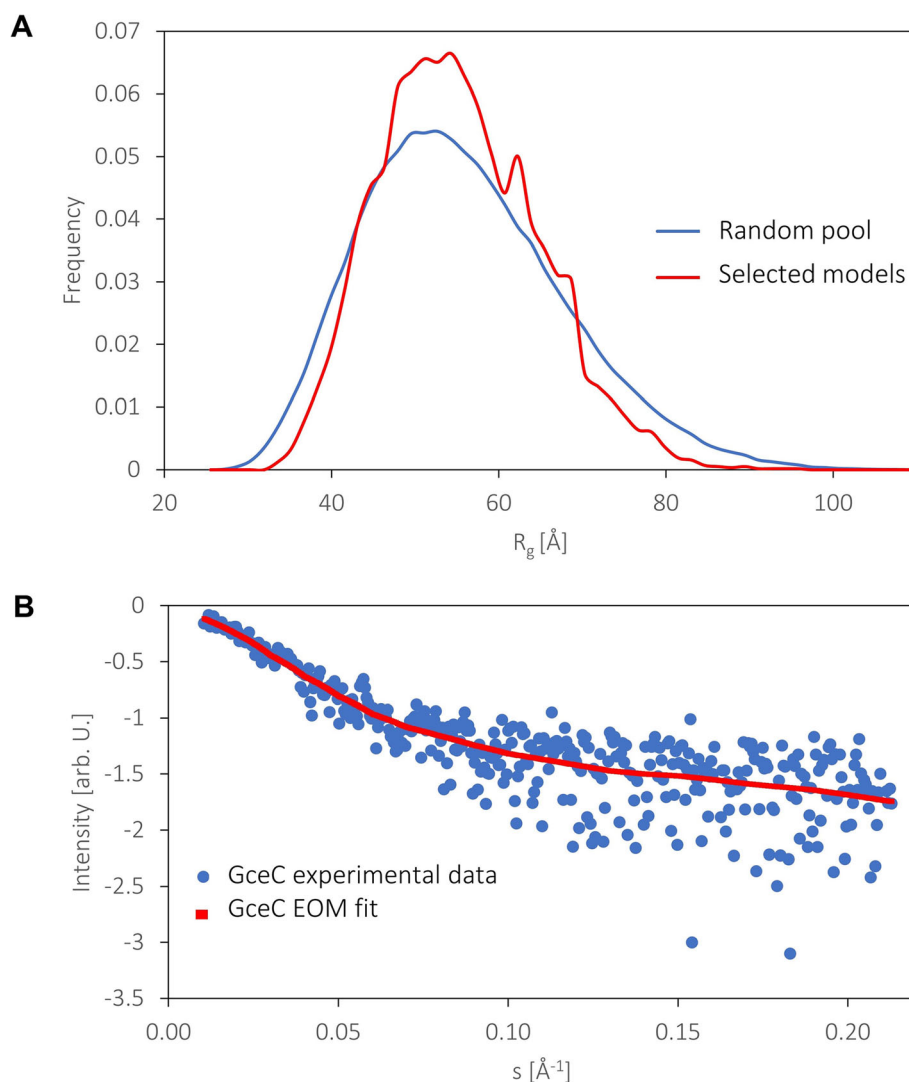 A
0.07
0.06
0.05
0.04
0.03
0.02
0.01
0
Frequency
Random pool
Selected models
20 40 60 80 100
Rg [Å]
B
0
-0.5
-1
-1.5
-2
-2.5
-3
-3.5
Intensity [arb. U.]
GceC experimental data
GceC EOM fit
0.00 0.05 0.10 0.15 0.20
s [Å⁻¹]